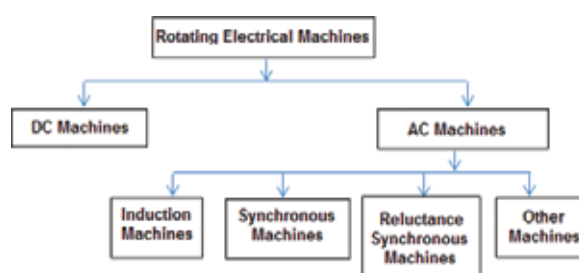 Rotating Electrical Machines
DC Machines
AC Machines
Induction
Machines
Synchronous
Machines
Reluctance
Synchronous
Machines
Other
Machines